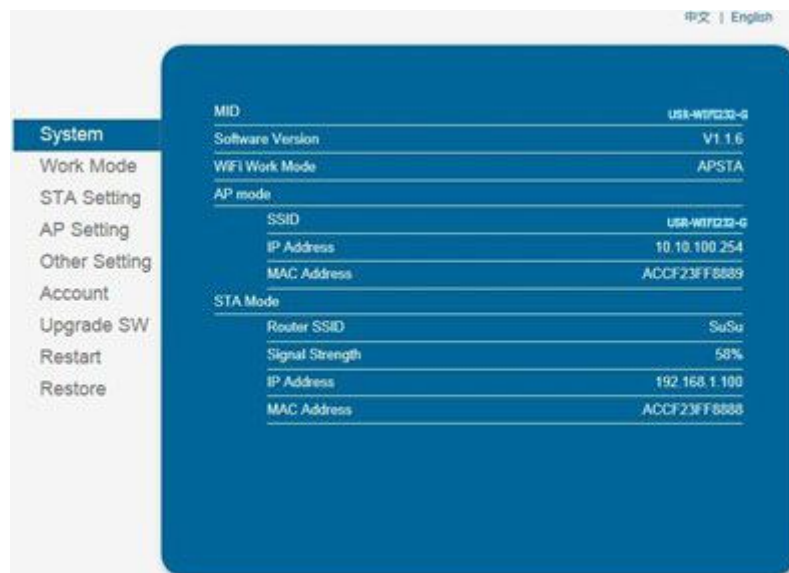 中文 | English
System
Work Mode
STA Setting
AP Setting
Other Setting
Account
Upgrade SW
Restart
Restore
MID USR-WIFI232-G
Software Version V1.1.6
WiFi Work Mode APSTA
AP mode
SSID USR-WIFI232-G
IP Address 10.10.100.254
MAC Address ACCF23FF8889
STA Mode
Router SSID SuSu
Signal Strength 58%
IP Address 192.168.1.100
MAC Address ACCF23FF8888